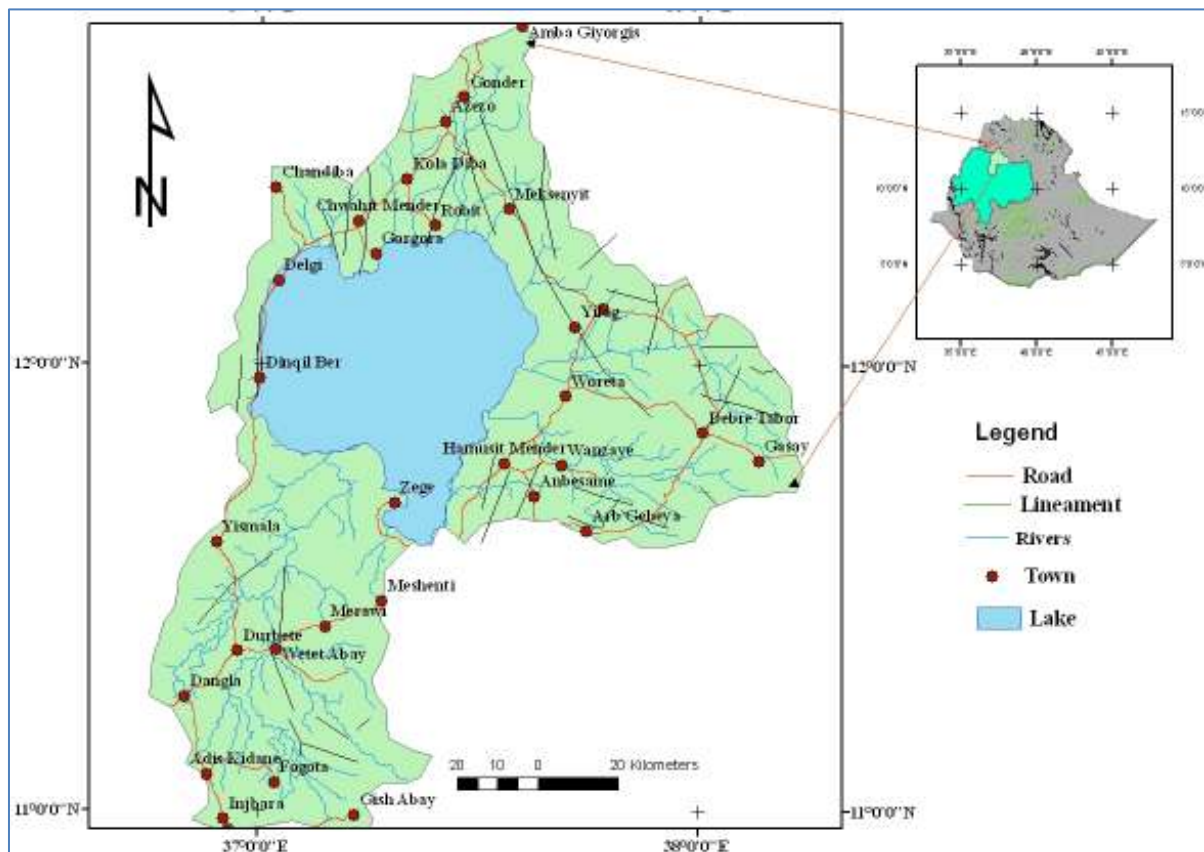 Amba Giyorgis
Gonder
Azezo
Kola Diba
Chandiba
Chwahit Mender
Meksenyit
Robit
Gorgora
Delgi
Yifag
12°0'0"N
Dinqil Ber
12°0'0"N
Woreta
Debre Tabor
Hamusit Mender
Wanzaye
Gasay
Zege
Anbesame
Arb Gebeya
Yismala
Meshenti
Merawi
Durbete
Wetet Abay
Dangla
Adis Kidane
Fogota
Injbara
Gish Abay
11°0'0"N
11°0'0"N
37°0'0"E
38°0'0"E
20 10 0 20 Kilometers
N
Legend
Road
Lineament
Rivers
Town
Lake